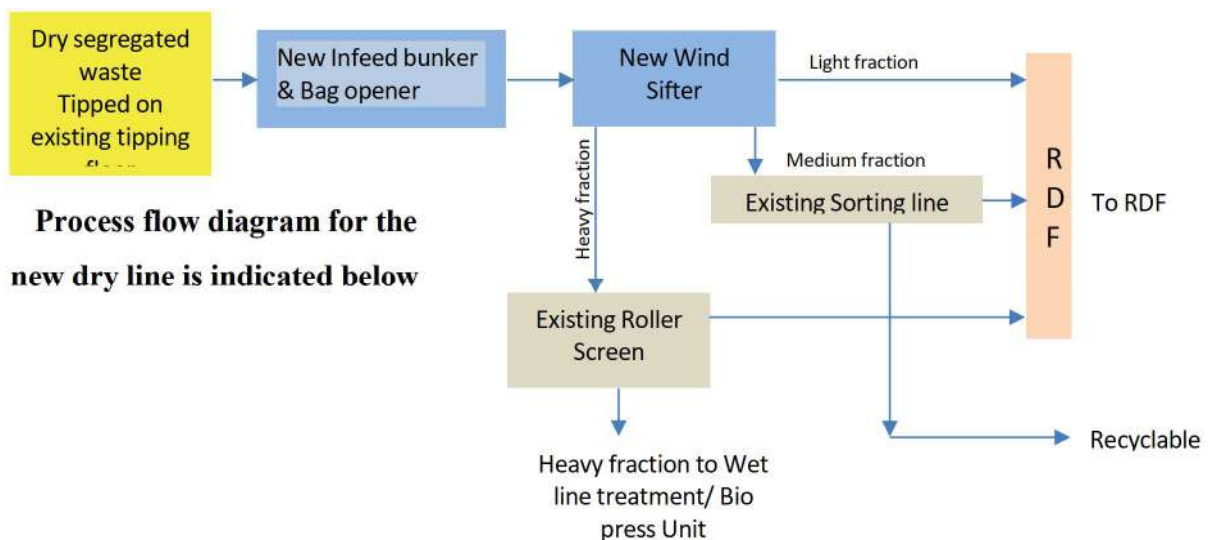 Dry segregated
waste
Tipped on
existing tipping
New Infeed bunker
& Bag opener
New Wind
Sifter
Light fraction
Heavy fraction
Medium fraction
Existing Sorting line
R
D
F
To RDF
Process flow diagram for the
new dry line is indicated below
Existing Roller
Screen
Recyclable
Heavy fraction to Wet
line treatment/ Bio
press Unit